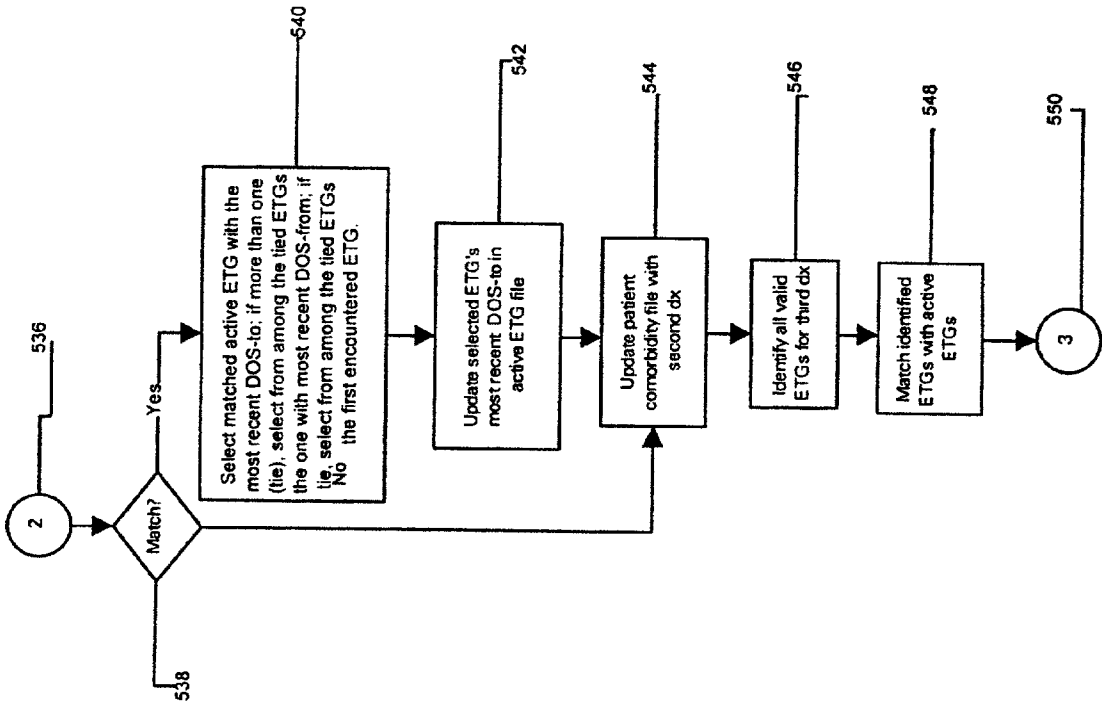 2
536
Match?
538
Yes
Select matched active ETG with the
most recent DOS-to; if more than one
(tie), select from among the tied ETGs
the one with most recent DOS-from; if
tie, select from among the tied ETGs
No the first encountered ETG.
540
Update selected ETG's
most recent DOS-to in
active ETG file
542
Update patient
comorbidity file with
second dx
544
Identify all valid
ETGs for third dx
546
Match identified
ETGs with active
ETGs
548
3
550